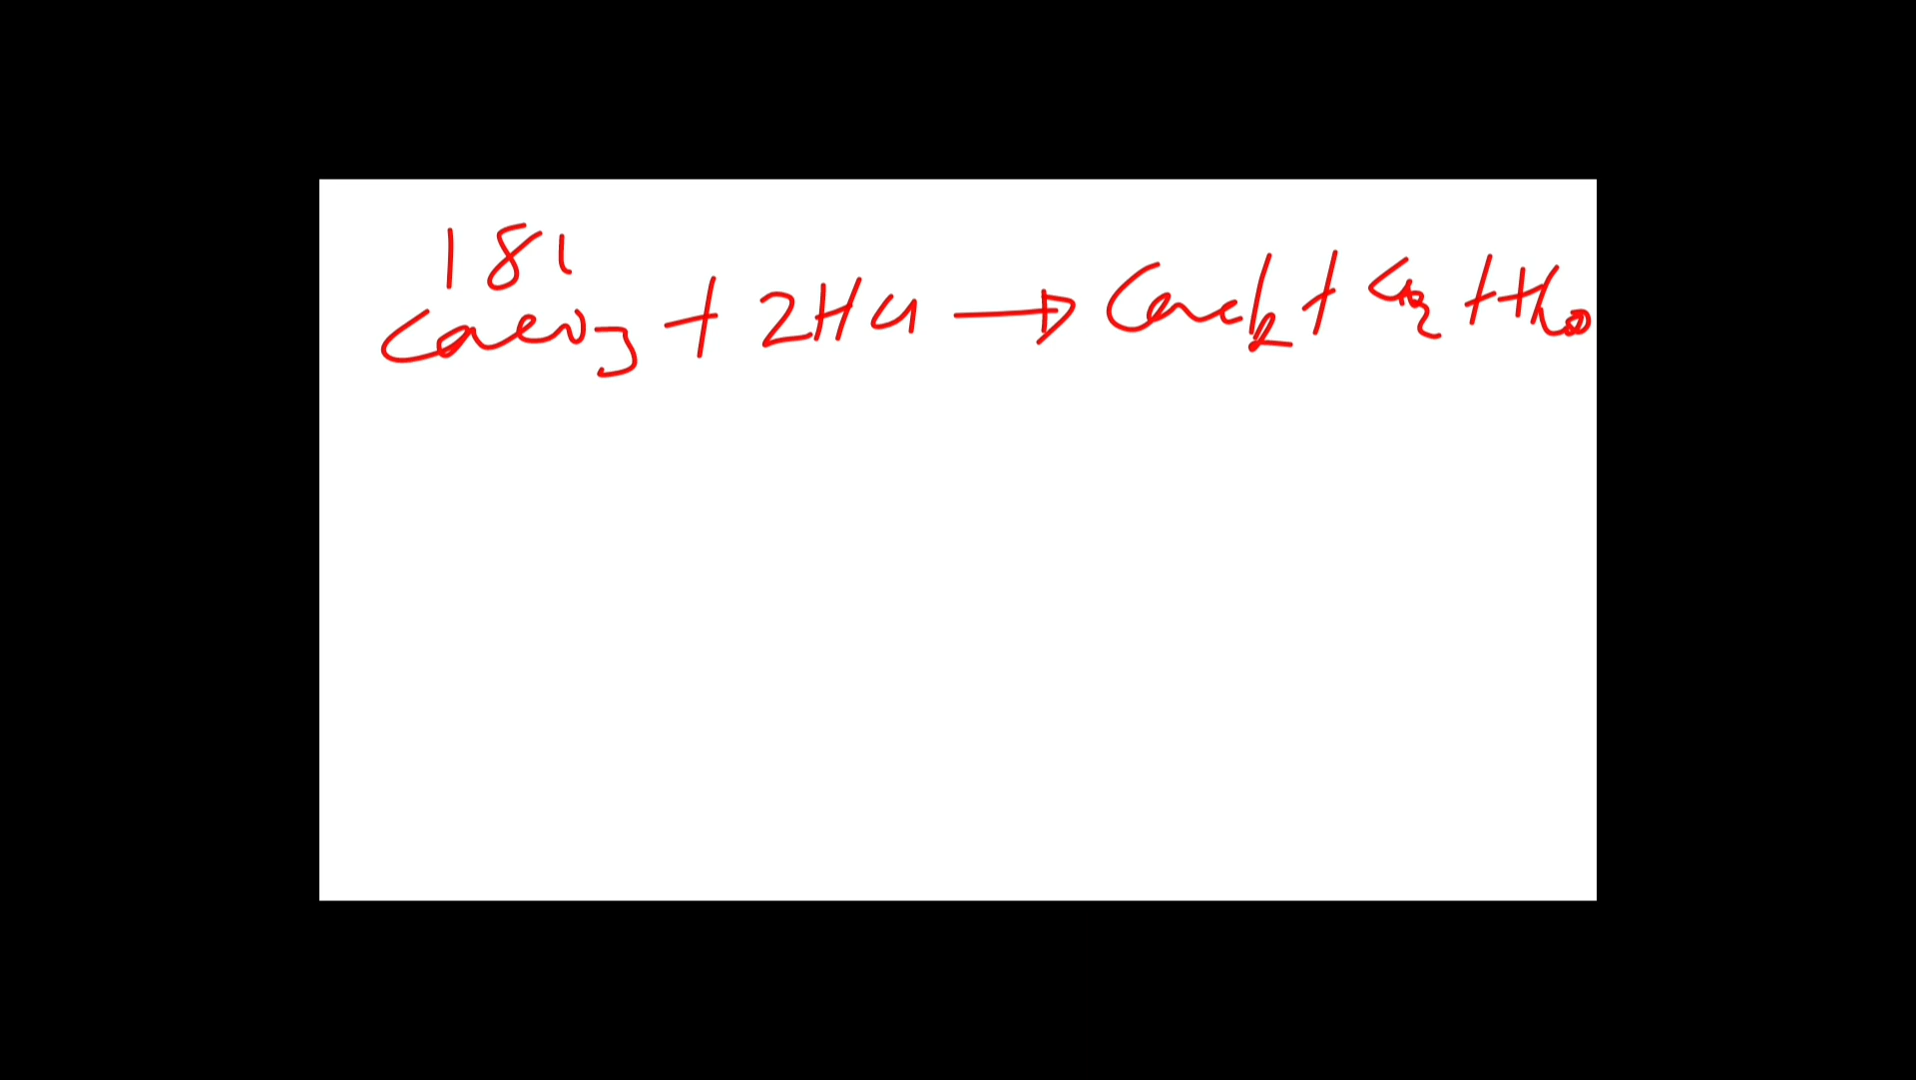 181
CaCO3 + 2HCl → CaCl2 + CO2 + H2O